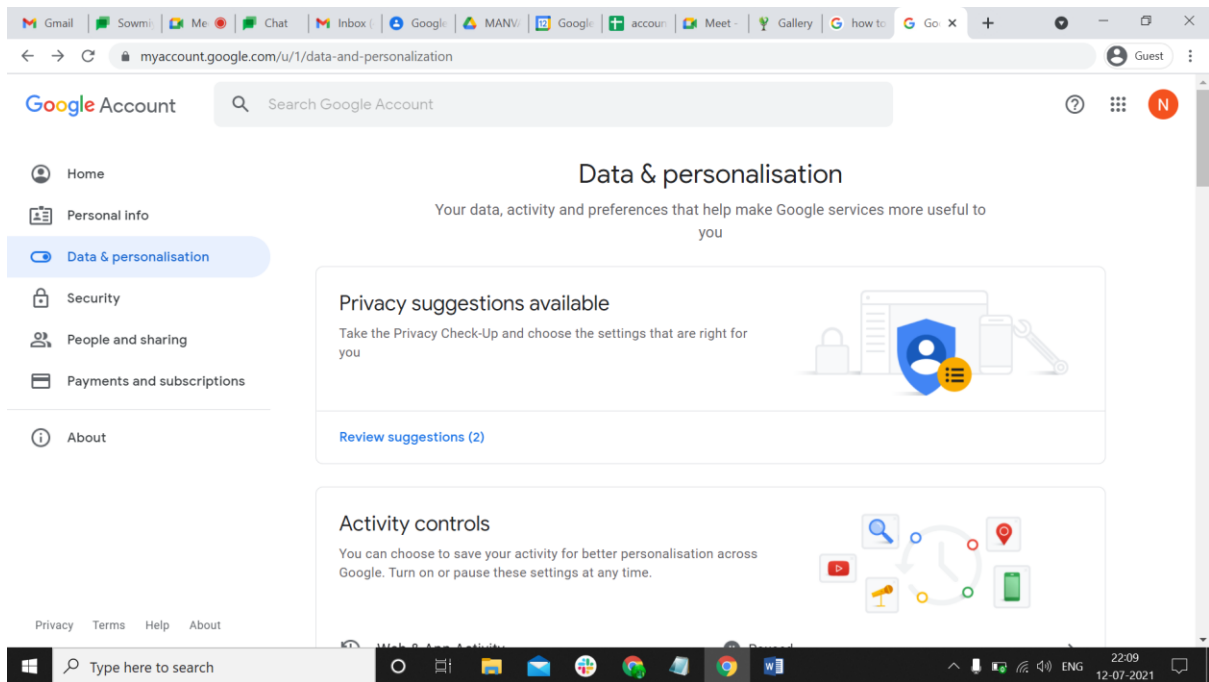 Gmail
Sowmi
Me
Chat
Inbox (
Google
MANV
Google
accoun
Meet -
Gallery
how to
Go
myaccount.google.com/u/1/data-and-personalization
Guest
Google Account
Search Google Account
N
Home
Personal info
Data & personalisation
Security
People and sharing
Payments and subscriptions
About
Data & personalisation
Your data, activity and preferences that help make Google services more useful to
you
Privacy suggestions available
Take the Privacy Check-Up and choose the settings that are right for
you
Review suggestions (2)
Activity controls
You can choose to save your activity for better personalisation across
Google. Turn on or pause these settings at any time.
Web & App Activity
Paused
Privacy Terms Help About
Type here to search
ENG
22:09
12-07-2021